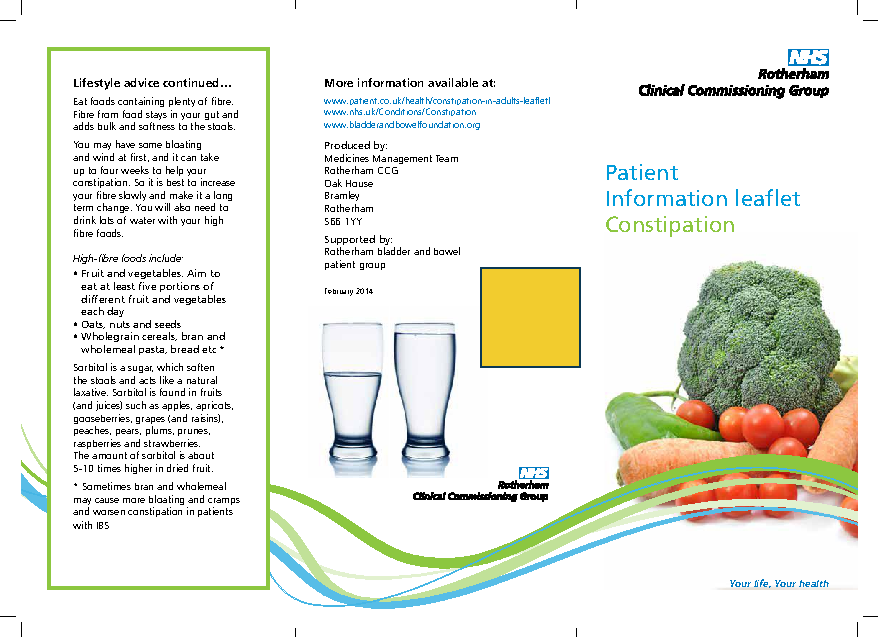 Lifestyle advice continued...
Eat foods containing plenty of fibre.
Fibre from food stays in your gut and
adds bulk and softness to the stools.
You may have some bloating
and wind at first, and it can take
up to four weeks to help your
constipation. So it is best to increase
your fibre slowly and make it a long
term change. You will also need to
drink lots of water with your high
fibre foods.
High-fibre foods include:
• Fruit and vegetables. Aim to
eat at least five portions of
different fruit and vegetables
each day
• Oats, nuts and seeds
• Wholegrain cereals, bran and
wholemeal pasta, bread etc *
Sorbitol is a sugar, which soften
the stools and acts like a natural
laxative. Sorbitol is found in fruits
(and juices) such as apples, apricots,
gooseberries, grapes (and raisins),
peaches, pears, plums, prunes,
raspberries and strawberries.
The amount of sorbitol is about
5-10 times higher in dried fruit.
* Sometimes bran and wholemeal
may cause more bloating and cramps
and worsen constipation in patients
with IBS
More information available at:
www.patient.co.uk/health/constipation-in-adults-leafletl
www.nhs.uk/Conditions/Constipation
www.bladderandbowelfoundation.org
Produced by:
Medicines Management Team
Rotherham CCG
Oak House
Bramley
Rotherham
S66 1YY
Supported by:
Rotherham bladder and bowel
patient group
February 2014
NHS
Rotherham
Clinical Commissioning Group
NHS
Rotherham
Clinical Commissioning Group
Patient
Information leaflet
Constipation
Your life, Your health